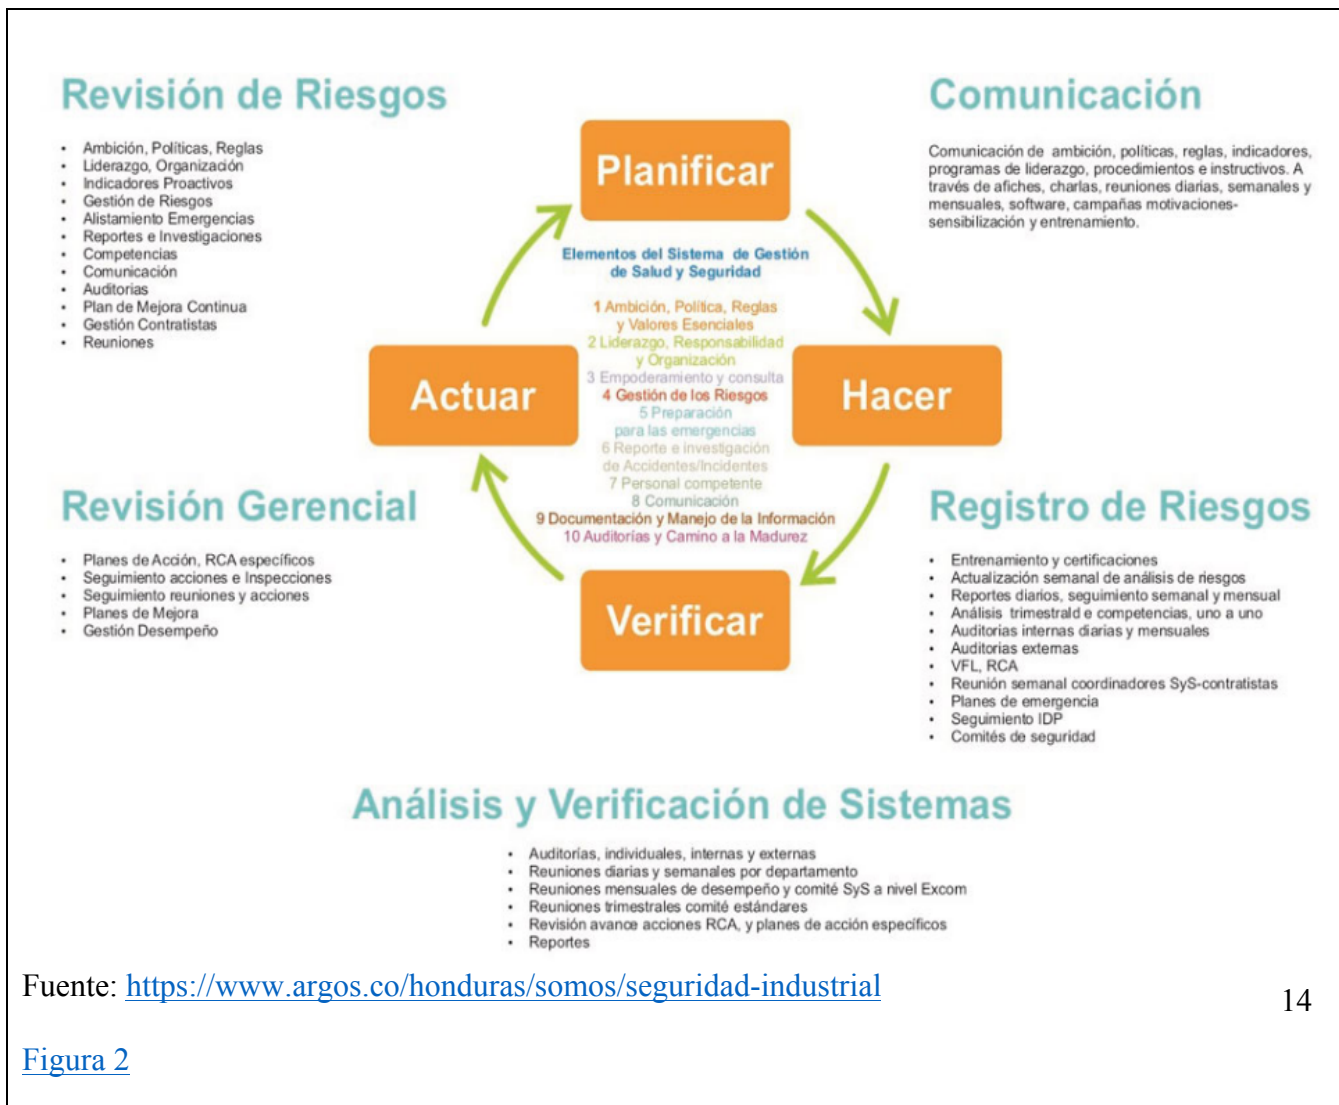 Revisión de Riesgos
• Ambición, Políticas, Reglas
• Liderazgo, Organización
• Indicadores Proactivos
• Gestión de Riesgos
• Alistamiento Emergencias
• Reportes e Investigaciones
• Competencias
• Comunicación
• Auditorias
• Plan de Mejora Continua
• Gestión Contratistas
• Reuniones
Planificar
Comunicación
Comunicación de ambición, políticas, reglas, indicadores,
programas de liderazgo, procedimientos e instructivos. A
través de afiches, charlas, reuniones diarias, semanales y
mensuales, software, campañas motivaciones-
sensibilización y entrenamiento.
Elementos del Sistema de Gestión
de Salud y Seguridad
1 Ambición, Política, Reglas
y Valores Esenciales
2 Liderazgo, Responsabilidad
y Organización
3 Empoderamiento y consulta
4 Gestión de los Riesgos
5 Preparación
para las emergencias
6 Reporte e investigación
de Accidentes/Incidentes
7 Personal competente
8 Comunicación
9 Documentación y Manejo de la Información
10 Auditorías y Camino a la Madurez
Actuar
Hacer
Verificar
Revisión Gerencial
• Planes de Acción, RCA específicos
• Seguimiento acciones e Inspecciones
• Seguimiento reuniones y acciones
• Planes de Mejora
• Gestión Desempeño
Registro de Riesgos
• Entrenamiento y certificaciones
• Actualización semanal de análisis de riesgos
• Reportes diarios, seguimiento semanal y mensual
• Análisis trimestrald e competencias, uno a uno
• Auditorias internas diarias y mensuales
• Auditorias externas
• VFL, RCA
• Reunión semanal coordinadores SyS-contratistas
• Planes de emergencia
• Seguimiento IDP
• Comités de seguridad
Análisis y Verificación de Sistemas
• Auditorías, individuales, internas y externas
• Reuniones diarias y semanales por departamento
• Reuniones mensuales de desempeño y comité SyS a nivel Excom
• Reuniones trimestrales comité estándares
• Revisión avance acciones RCA, y planes de acción específicos
• Reportes
Fuente: https://www.argos.co/honduras/somos/seguridad-industrial
14
Figura 2